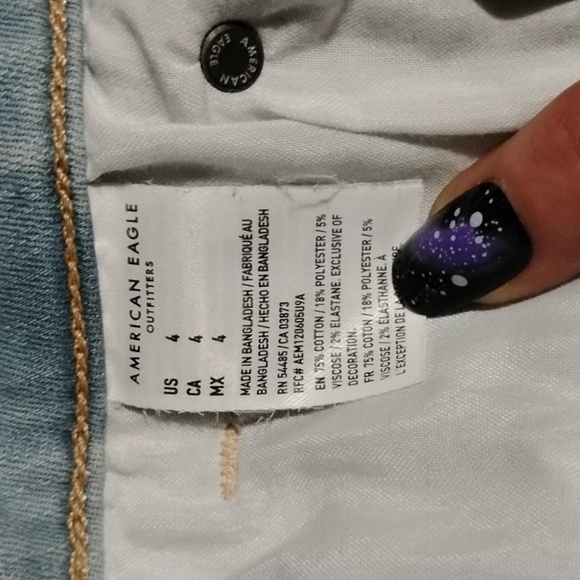 AMERICAN EAGLE
AMERICAN EAGLE
OUTFITTERS
US 4
CA 4
MX 4
MADE IN BANGLADESH / FABRIQUÉ AU
BANGLADESH / HECHO EN BANGLADESH
RN 54485 / CA 03873
RFC# AEM120605U9A
EN 75% COTTON / 18% POLYESTER / 5%
VISCOSE / 2% ELASTANE. EXCLUSIVE OF
DECORATION.
FR 75% COTON / 18% POLYESTER / 5%
VISCOSE / 2% ÉLASTHANNE. À
L'EXCEPTION DE LA